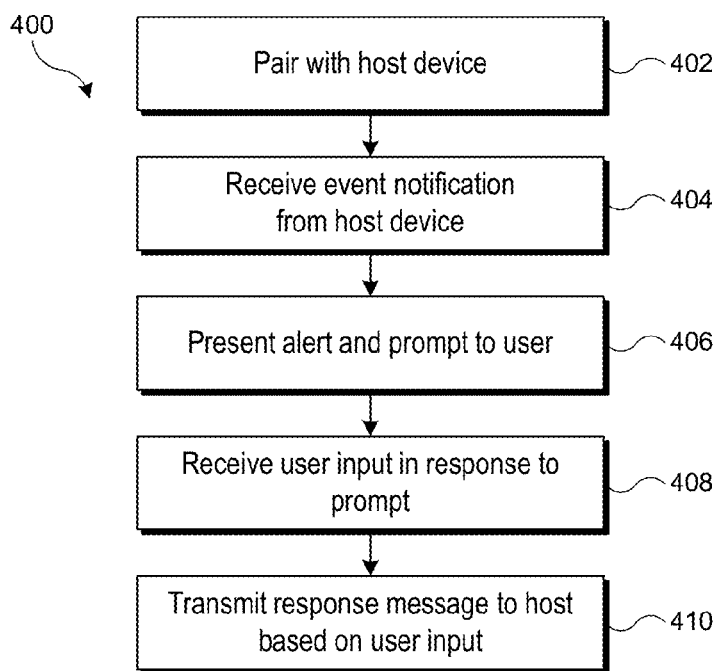 400
Pair with host device
402
Receive event notification
from host device
404
Present alert and prompt to user
406
Receive user input in response to
prompt
408
Transmit response message to host
based on user input
410